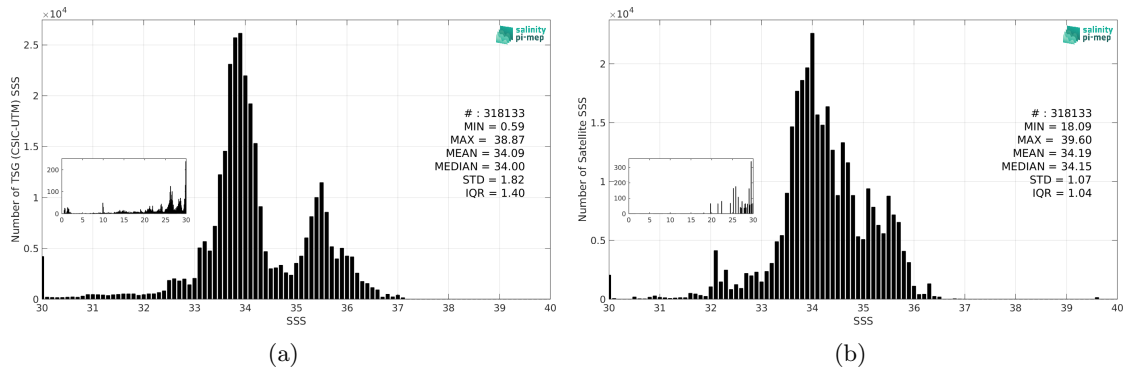 ×10⁴
salinity
pi-mep
2.5
2
1.5
1
0.5
0
Number of TSG (CSIC-UTM) SSS
# : 318133
MIN = 0.59
MAX = 38.87
MEAN = 34.09
MEDIAN = 34.00
STD = 1.82
IQR = 1.40
200
100
0
0 5 10 15 20 25 30
30 31 32 33 34 35 36 37 38 39 40
SSS
(a)
×10⁴
salinity
pi-mep
2
1.5
1
0.5
0
Number of Satellite SSS
# : 318133
MIN = 18.09
MAX = 39.60
MEAN = 34.19
MEDIAN = 34.15
STD = 1.07
IQR = 1.04
300
200
100
0
0 5 10 15 20 25 30
30 31 32 33 34 35 36 37 38 39 40
SSS
(b)